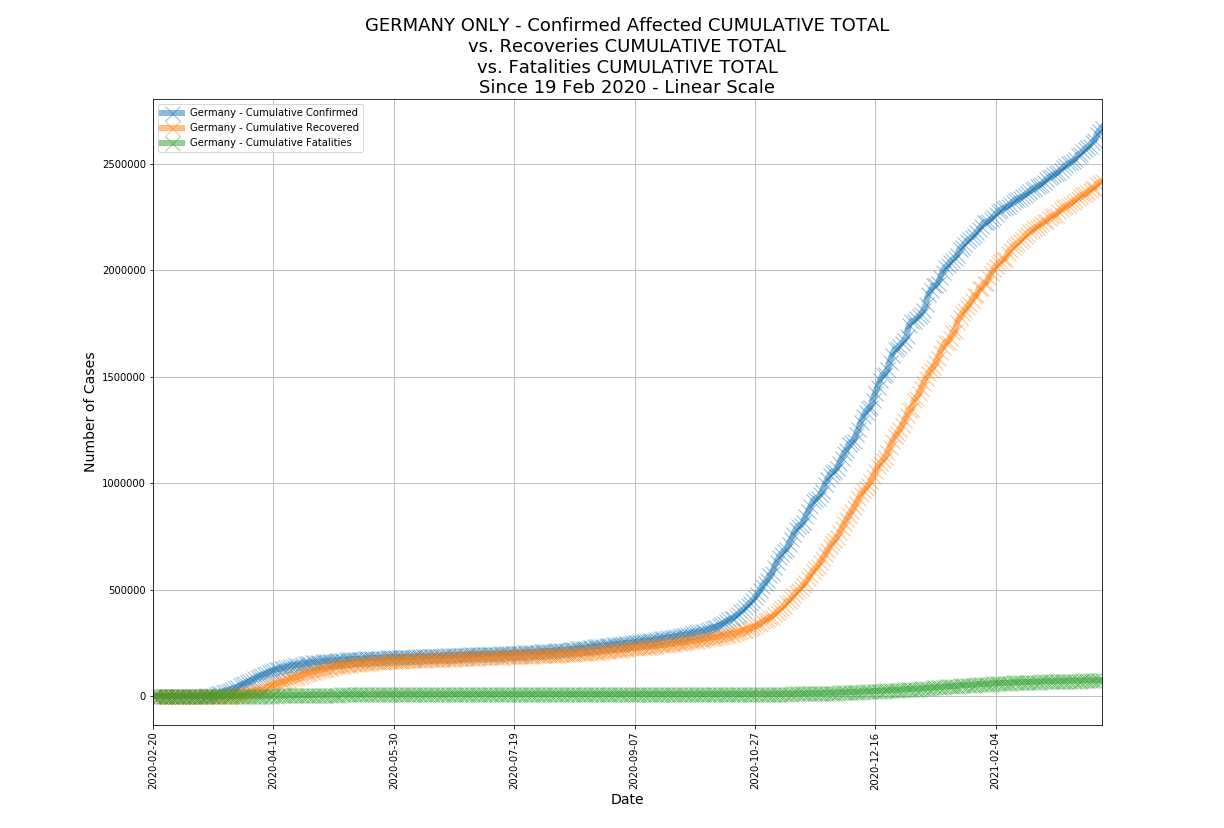 GERMANY ONLY - Confirmed Affected CUMULATIVE TOTAL
vs. Recoveries CUMULATIVE TOTAL
vs. Fatalities CUMULATIVE TOTAL
Since 19 Feb 2020 - Linear Scale
Germany - Cumulative Confirmed
Germany - Cumulative Recovered
Germany - Cumulative Fatalities
Number of Cases
2500000
2000000
1500000
1000000
500000
0
2020-02-20
2020-04-10
2020-05-30
2020-07-19
2020-09-07
2020-10-27
2020-12-16
2021-02-04
Date